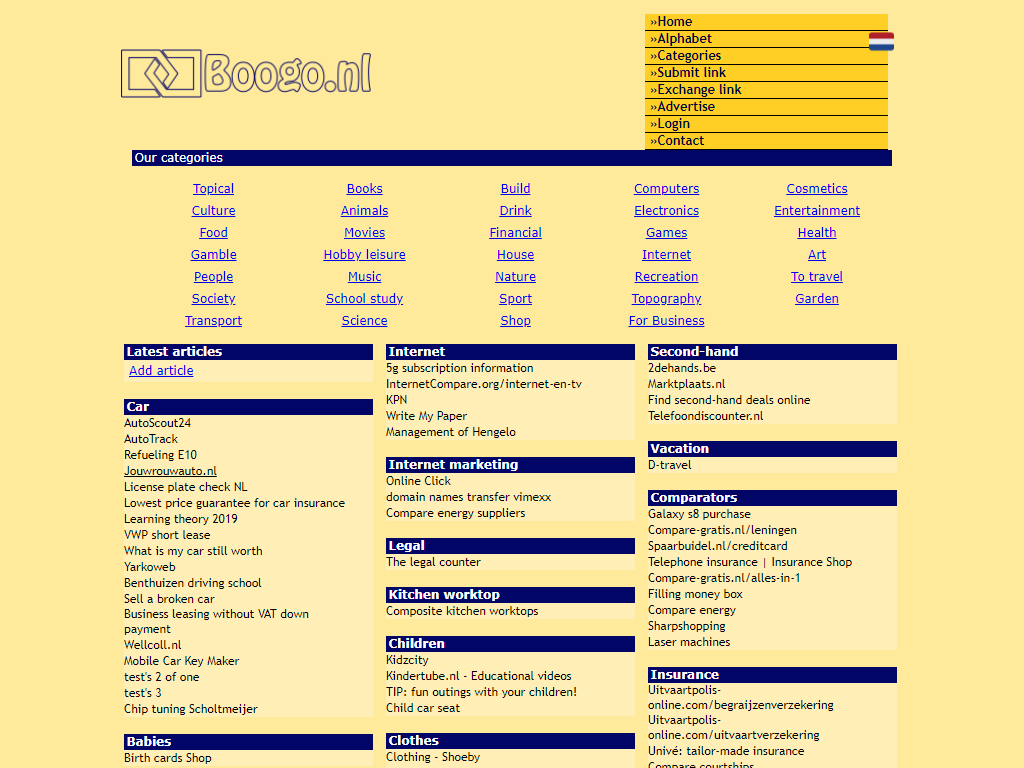 Boogo.nl
»Home
»Alphabet
»Categories
»Submit link
»Exchange link
»Advertise
»Login
»Contact
Our categories
Topical Books Build Computers Cosmetics
Culture Animals Drink Electronics Entertainment
Food Movies Financial Games Health
Gamble Hobby leisure House Internet Art
People Music Nature Recreation To travel
Society School study Sport Topography Garden
Transport Science Shop For Business
Latest articles
Add article
Car
AutoScout24
AutoTrack
Refueling E10
Jouwrouwauto.nl
License plate check NL
Lowest price guarantee for car insurance
Learning theory 2019
VWP short lease
What is my car still worth
Yarkoweb
Benthuizen driving school
Sell a broken car
Business leasing without VAT down
payment
Wellcoll.nl
Mobile Car Key Maker
test's 2 of one
test's 3
Chip tuning Scholtmeijer
Babies
Birth cards Shop
Internet
5g subscription information
InternetCompare.org/internet-en-tv
KPN
Write My Paper
Management of Hengelo
Internet marketing
Online Click
domain names transfer vimexx
Compare energy suppliers
Legal
The legal counter
Kitchen worktop
Composite kitchen worktops
Children
Kidzcity
Kindertube.nl - Educational videos
TIP: fun outings with your children!
Child car seat
Clothes
Clothing - Shoeby
Second-hand
2dehands.be
Marktplaats.nl
Find second-hand deals online
Telefoondiscounter.nl
Vacation
D-travel
Comparators
Galaxy s8 purchase
Compare-gratis.nl/leningen
Spaarbuidel.nl/creditcard
Telephone insurance | Insurance Shop
Compare-gratis.nl/alles-in-1
Filling money box
Compare energy
Sharpshopping
Laser machines
Insurance
Uitvaartpolis-
online.com/begraijzenverzekering
Uitvaartpolis-
online.com/uitvaartverzekering
Univé: tailor-made insurance
Compare courtships